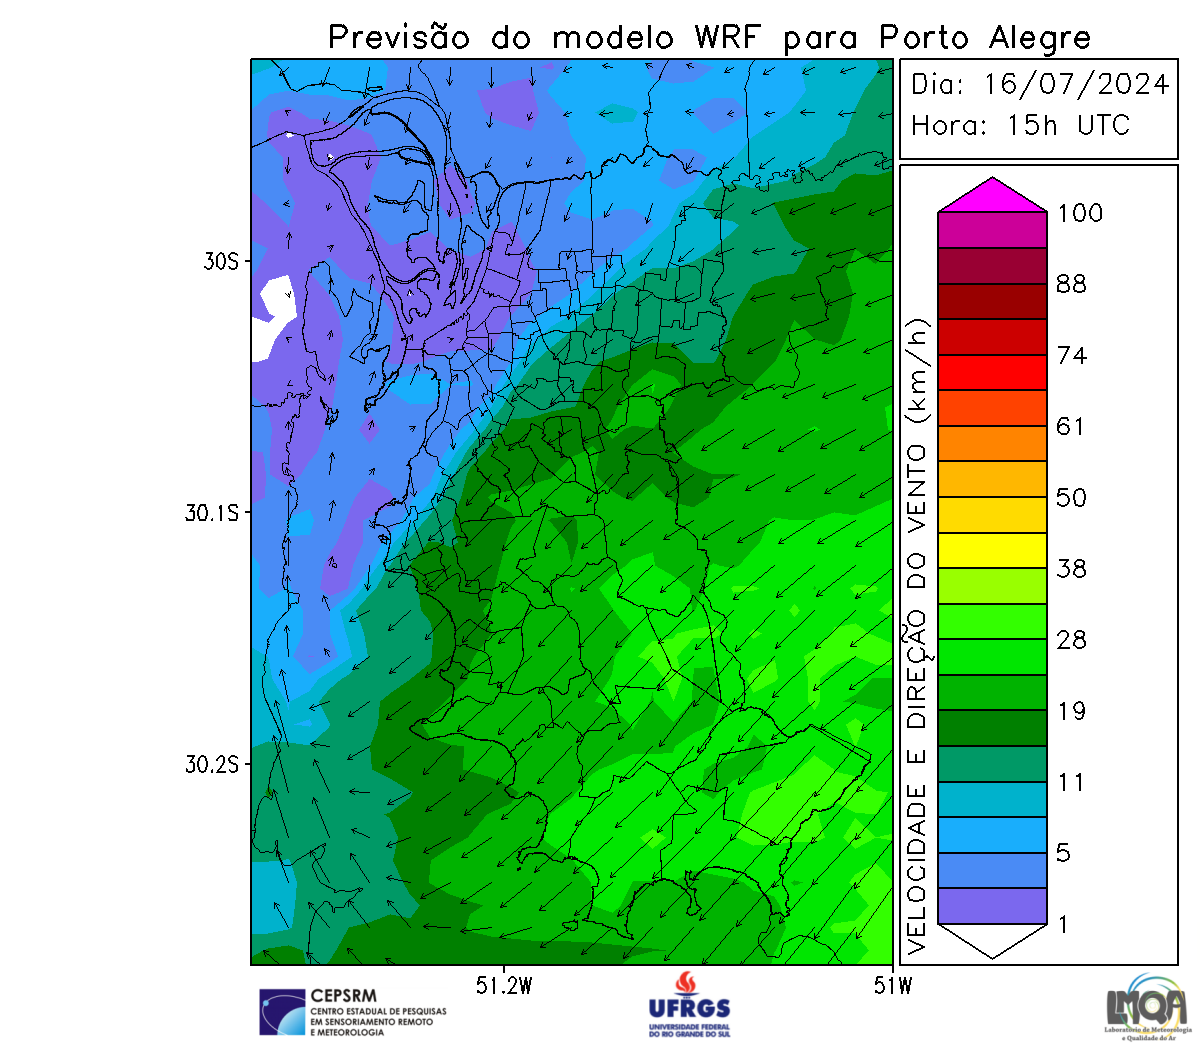 Previsão do modelo WRF para Porto Alegre
Dia: 16/07/2024
Hora: 15h UTC
100
88
74
61
50
38
28
19
11
5
1
VELOCIDADE E DIREÇÃO DO VENTO (km/h)
30S
30.1S
30.2S
51.2W
51W
CEPSRM
CENTRO ESTADUAL DE PESQUISAS
EM SENSORIAMENTO REMOTO
E METEOROLOGIA
UFRGS
UNIVERSIDADE FEDERAL
DO RIO GRANDE DO SUL
LMQA
Laboratório de Meteorologia
e Qualidade do Ar